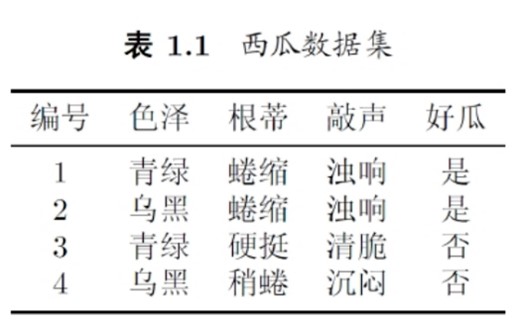 表 1.1 西瓜数据集
编号 色泽 根蒂 敲声 好瓜
1 青绿 蜷缩 浊响 是
2 乌黑 蜷缩 浊响 是
3 青绿 硬挺 清脆 否
4 乌黑 稍蜷 沉闷 否